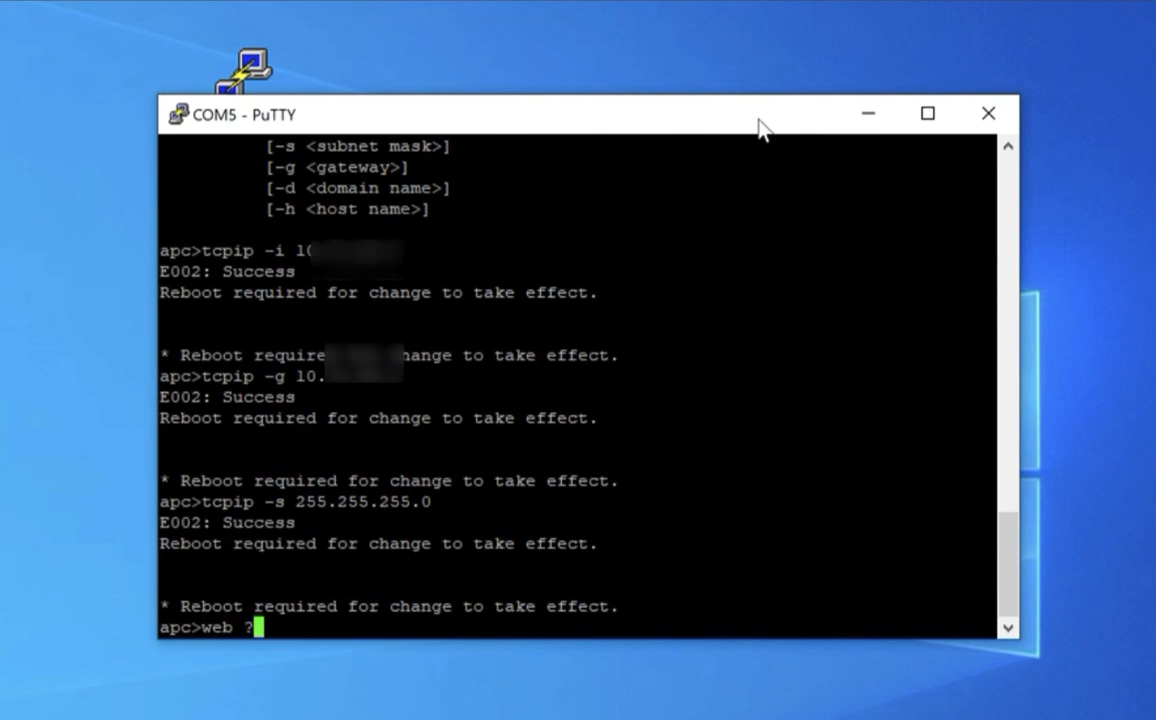 COM5 - PuTTY
[-s <subnet mask>]
[-g <gateway>]
[-d <domain name>]
[-h <host name>]
apc>tcpip -i 10
E002: Success
Reboot required for change to take effect.
* Reboot require hange to take effect.
apc>tcpip -g 10.
E002: Success
Reboot required for change to take effect.
* Reboot required for change to take effect.
apc>tcpip -s 255.255.255.0
E002: Success
Reboot required for change to take effect.
* Reboot required for change to take effect.
apc>web ?